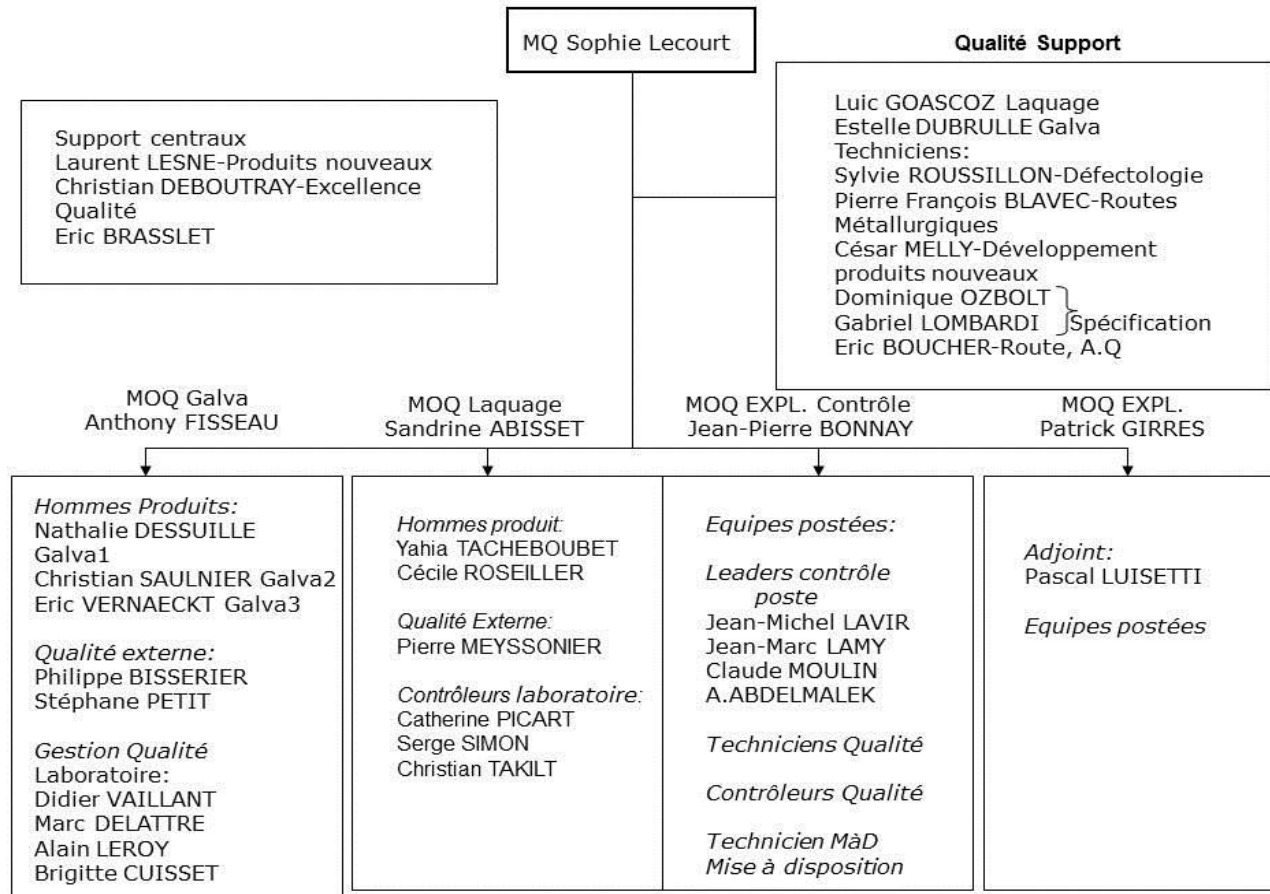 MQ Sophie Lecourt
Qualité Support
Support centraux
Laurent LESNE-Produits nouveaux
Christian DEBOUTRAY-Excellence
Qualité
Eric BRASSLET
Luic GOASCOZ Laquage
Estelle DUBRULLE Galva
Techniciens:
Sylvie ROUSSILLON-Défectologie
Pierre François BLAVEC-Routes
Métallurgiques
César MELLY-Développement
produits nouveaux
Dominique OZBOLT
Gabriel LOMBARDI Spécification
Eric BOUCHER-Route, A.Q
MOQ Galva
Anthony FISSEAU
MOQ Laquage
Sandrine ABISSET
MOQ EXPL. Contrôle
Jean-Pierre BONNAY
MOQ EXPL.
Patrick GIRRES
Hommes Produits:
Nathalie DESSUILLE
Galva1
Christian SAULNIER Galva2
Eric VERNAECKT Galva3
Qualité externe:
Philippe BISSERIER
Stéphane PETIT
Gestion Qualité
Laboratoire:
Didier VAILLANT
Marc DELATTRE
Alain LEROY
Brigitte CUISSET
Hommes produit:
Yahia TACHEBOUBET
Cécile ROSEILLER
Qualité Externe:
Pierre MEYSSONIER
Contrôleurs laboratoire:
Catherine PICART
Serge SIMON
Christian TAKILT
Equipes postées:
Leaders contrôle
poste
Jean-Michel LAVIR
Jean-Marc LAMY
Claude MOULIN
A.ABDELMALEK
Techniciens Qualité
Contrôleurs Qualité
Technicien MàD
Mise à disposition
Adjoint:
Pascal LUISETTI
Equipes postées